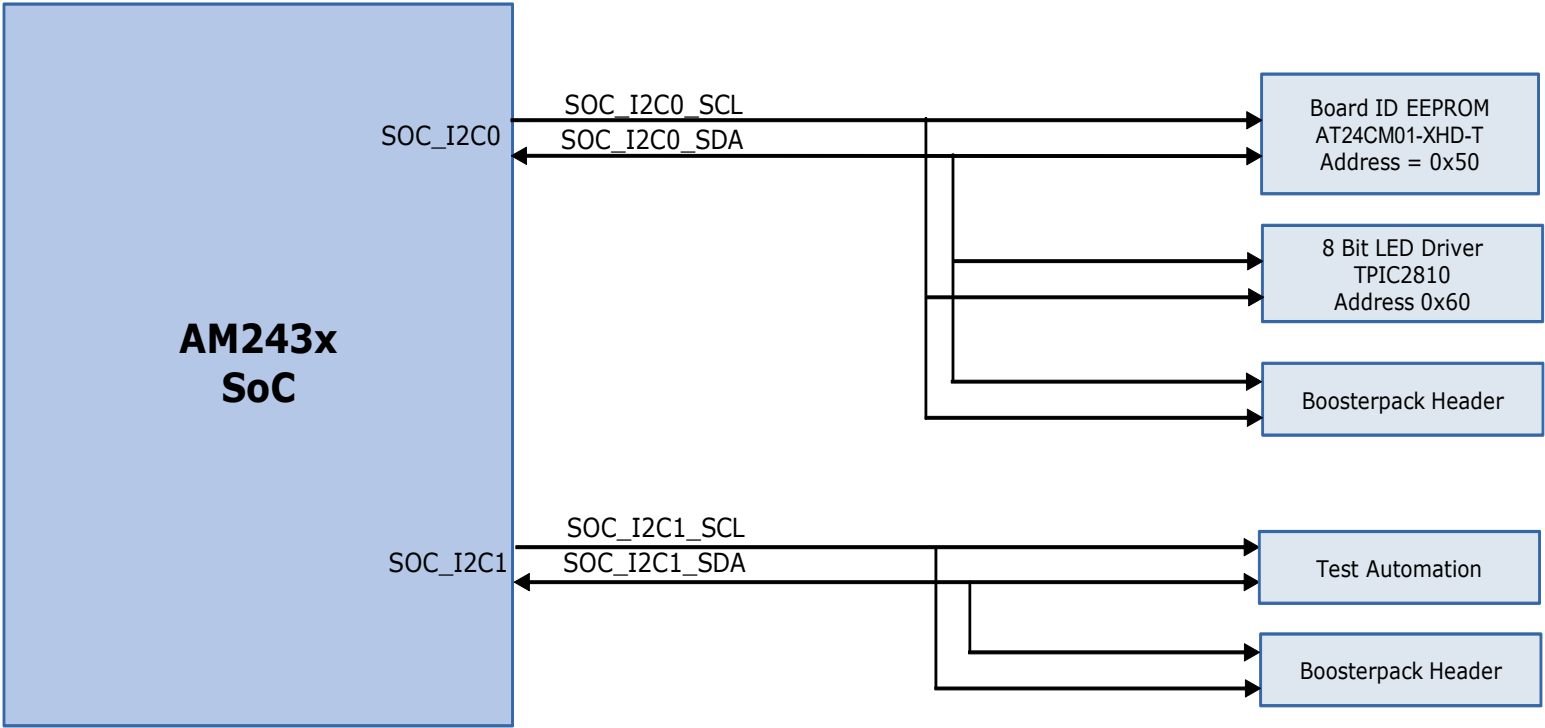 AM243x
SoC
SOC_I2C0
SOC_I2C0_SCL
SOC_I2C0_SDA
Board ID EEPROM
AT24CM01-XHD-T
Address = 0x50
8 Bit LED Driver
TPIC2810
Address 0x60
Boosterpack Header
SOC_I2C1
SOC_I2C1_SCL
SOC_I2C1_SDA
Test Automation
Boosterpack Header